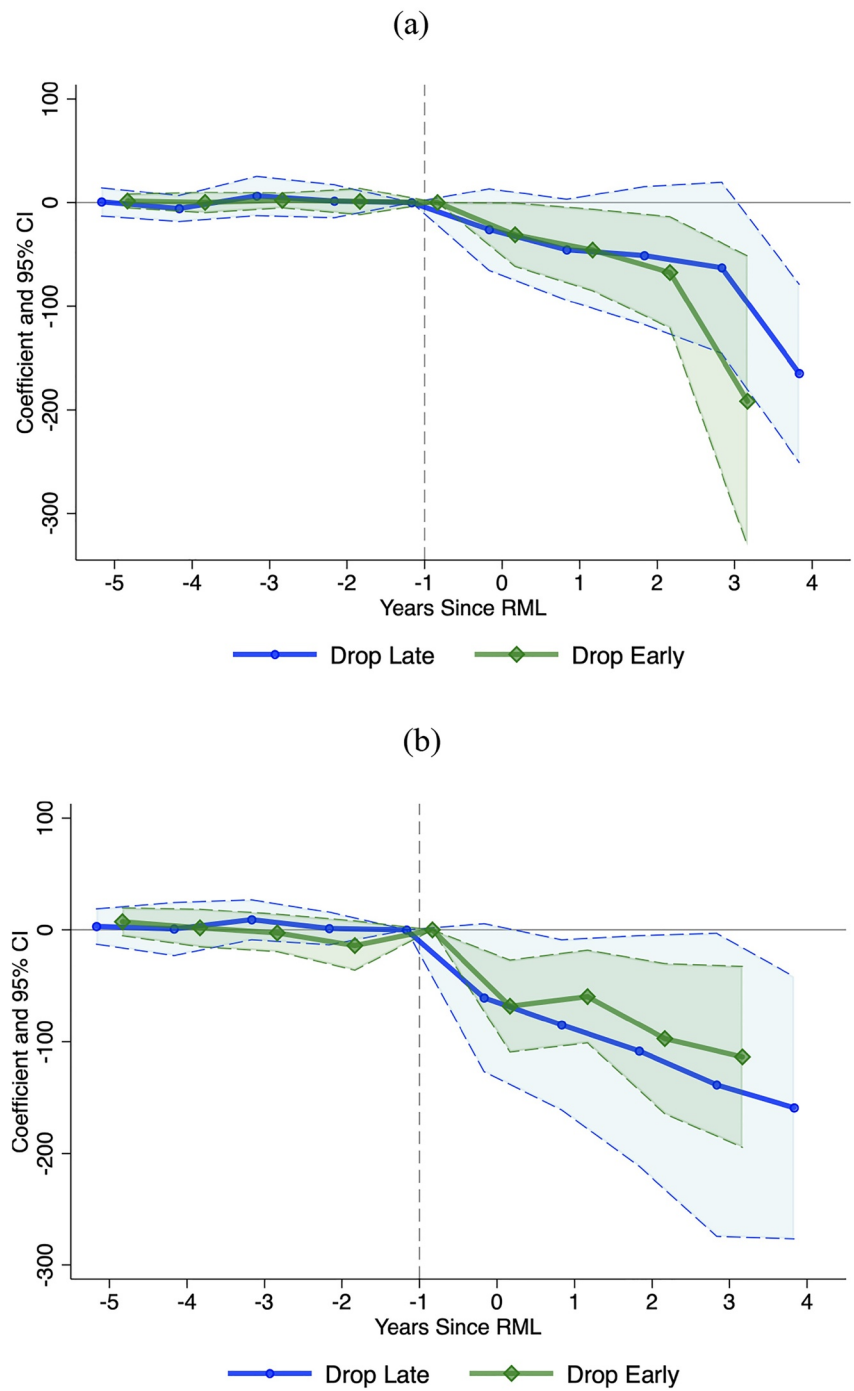 (a)
Coefficient and 95% CI
100
0
-100
-200
-300
-5 -4 -3 -2 -1 0 1 2 3 4
Years Since RML
Drop Late Drop Early
(b)
Coefficient and 95% CI
100
0
-100
-200
-300
-5 -4 -3 -2 -1 0 1 2 3 4
Years Since RML
Drop Late Drop Early